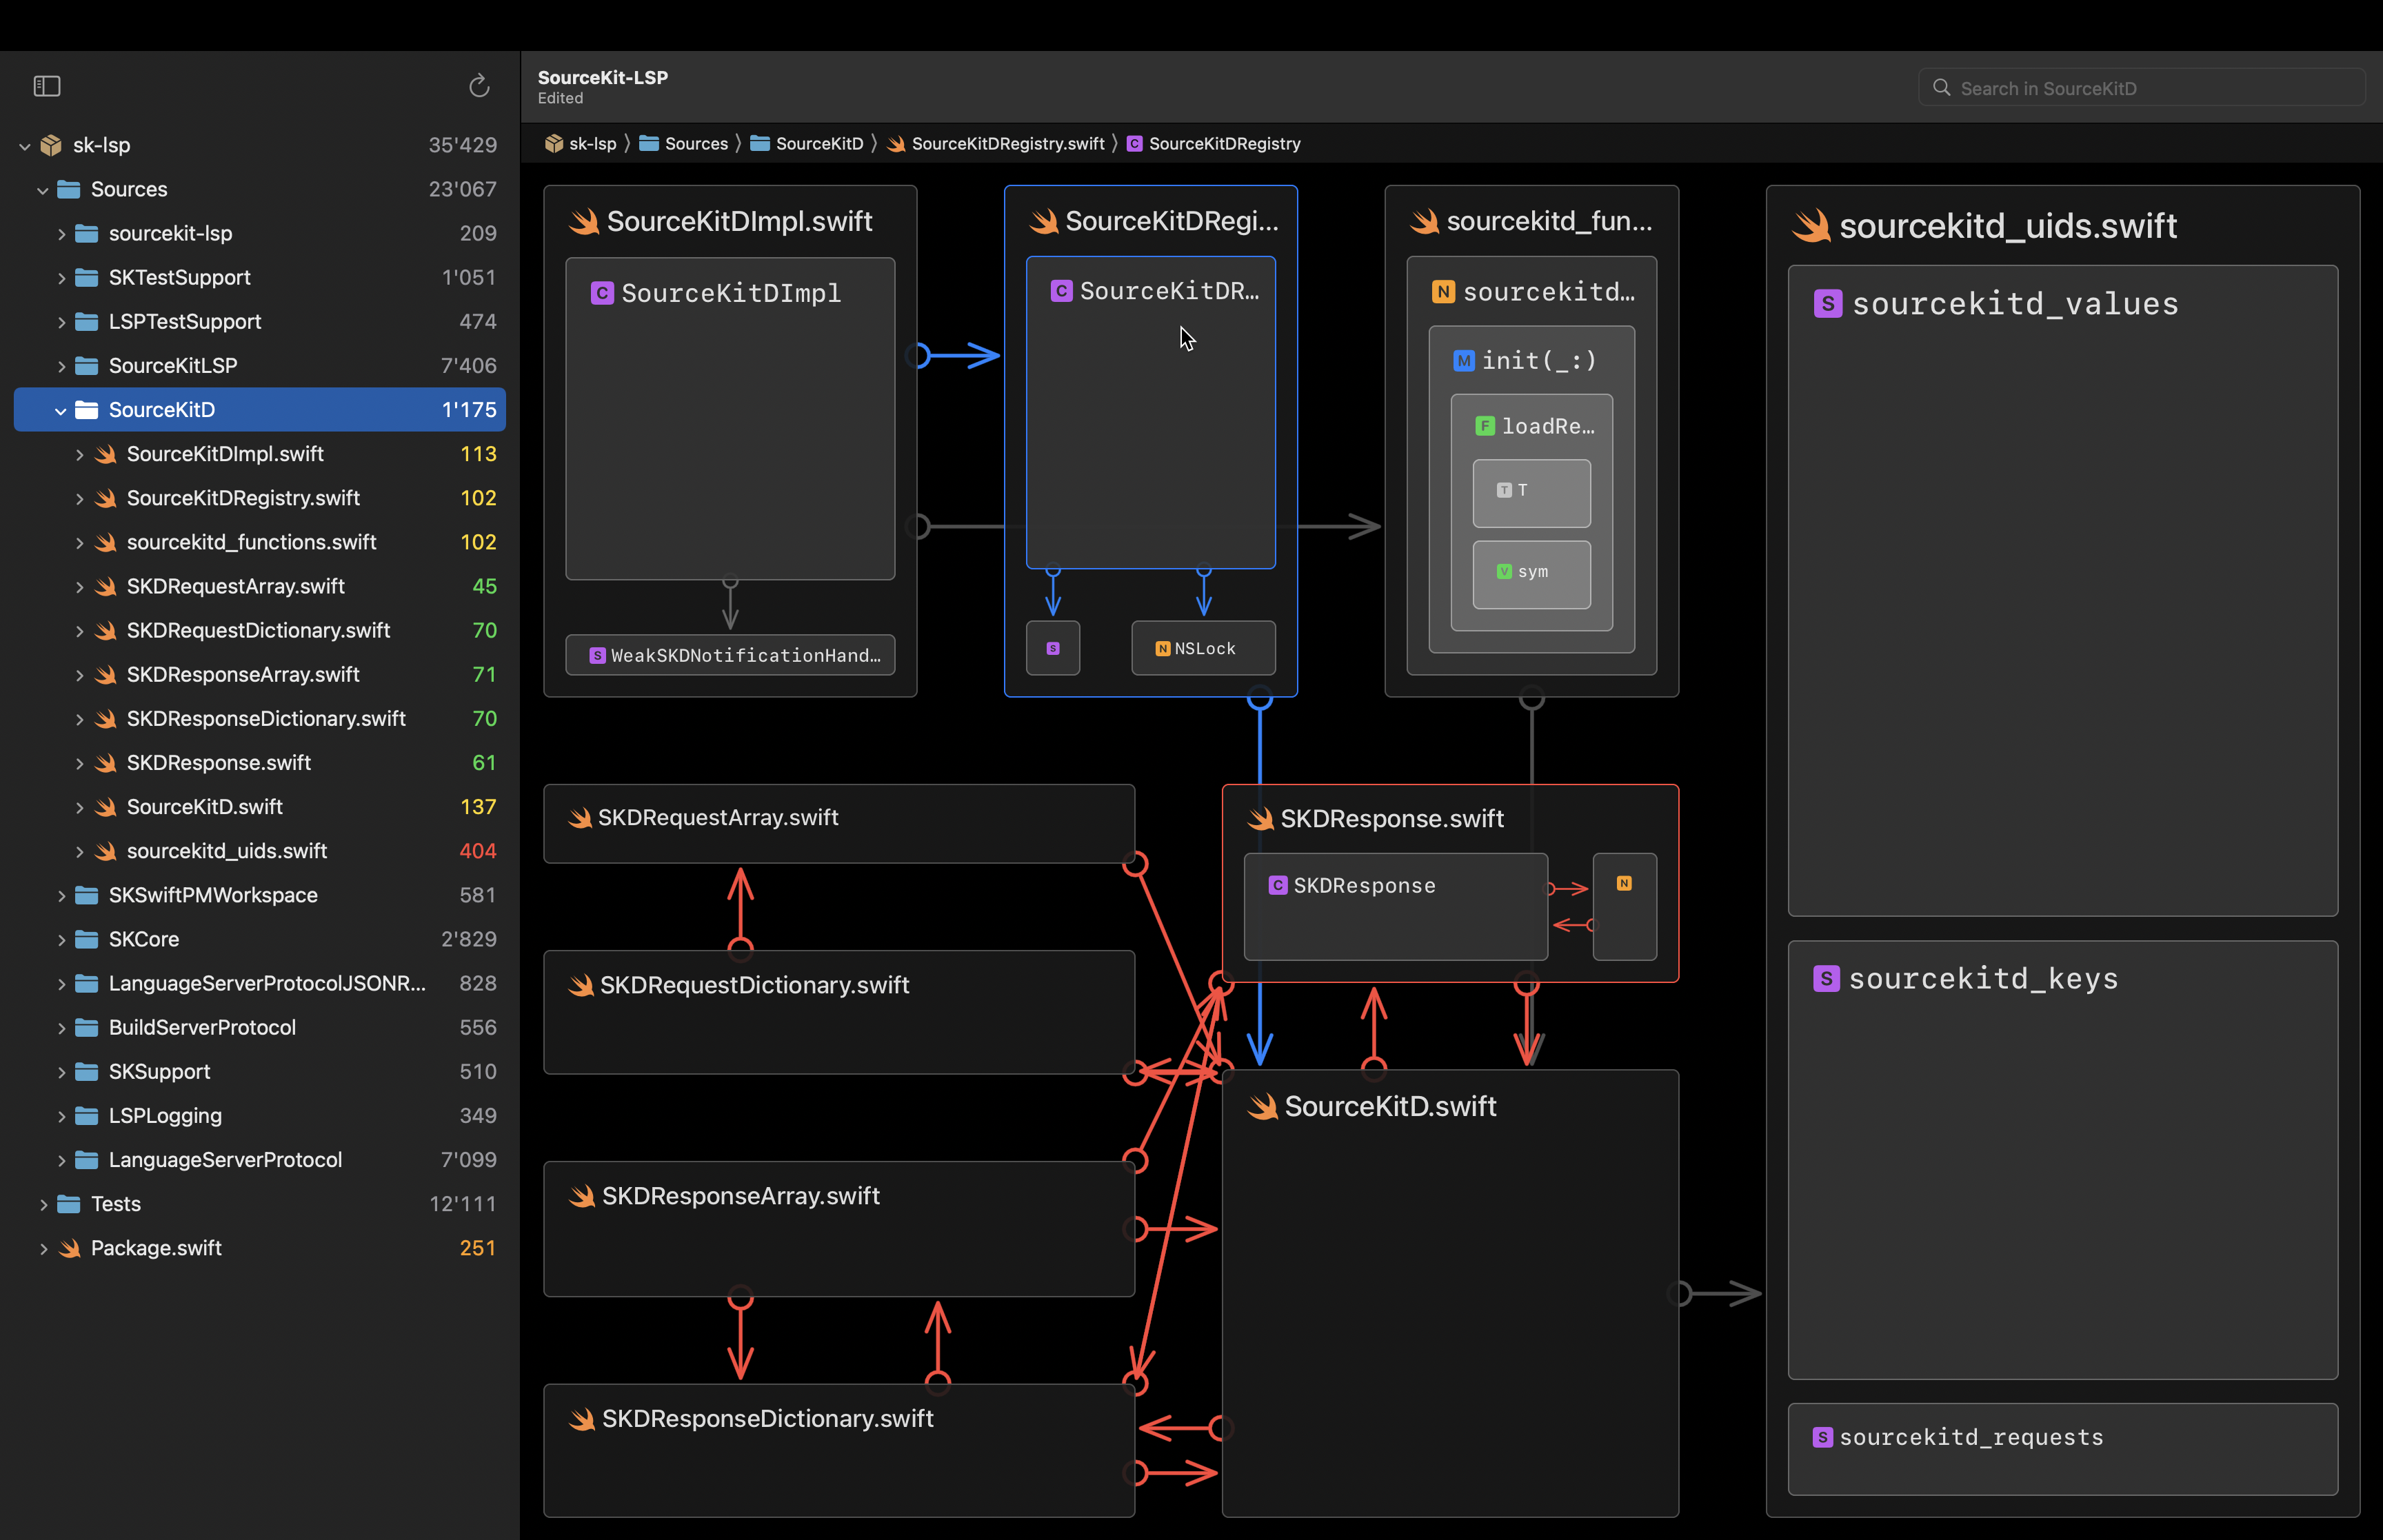 SourceKit-LSP
Edited
Search in SourceKitD
sk-lsp 35'429
Sources 23'067
sourcekit-lsp 209
SKTestSupport 1'051
LSPTestSupport 474
SourceKitLSP 7'406
SourceKitD 1'175
SourceKitDImpl.swift 113
SourceKitDRegistry.swift 102
sourcekitd_functions.swift 102
SKDRequestArray.swift 45
SKDRequestDictionary.swift 70
SKDResponseArray.swift 71
SKDResponseDictionary.swift 70
SKDResponse.swift 61
SourceKitD.swift 137
sourcekitd_uids.swift 404
SKSwiftPMWorkspace 581
SKCore 2'829
LanguageServerProtocolJSONR... 828
BuildServerProtocol 556
SKSupport 510
LSPLogging 349
LanguageServerProtocol 7'099
Tests 12'111
Package.swift 251
sk-lsp 〉 Sources 〉 SourceKitD 〉 SourceKitDRegistry.swift 〉 C SourceKitDRegistry
SourceKitDImpl.swift
C SourceKitDImpl
S WeakSKDNotificationHand...
SourceKitDRegi...
C SourceKitDR...
S
N NSLock
sourcekitd_fun...
N sourcekitd...
M init(_:)
F loadRe...
T T
V sym
sourcekitd_uids.swift
S sourcekitd_values
S sourcekitd_keys
S sourcekitd_requests
SKDRequestArray.swift
SKDRequestDictionary.swift
SKDResponseArray.swift
SKDResponseDictionary.swift
SKDResponse.swift
C SKDResponse
N
SourceKitD.swift